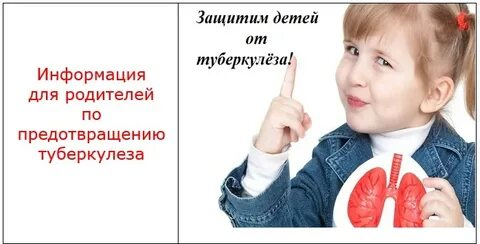 Информация
для родителей
по
предотвращению
туберкулеза
Защитим детей
от
туберкулёза!